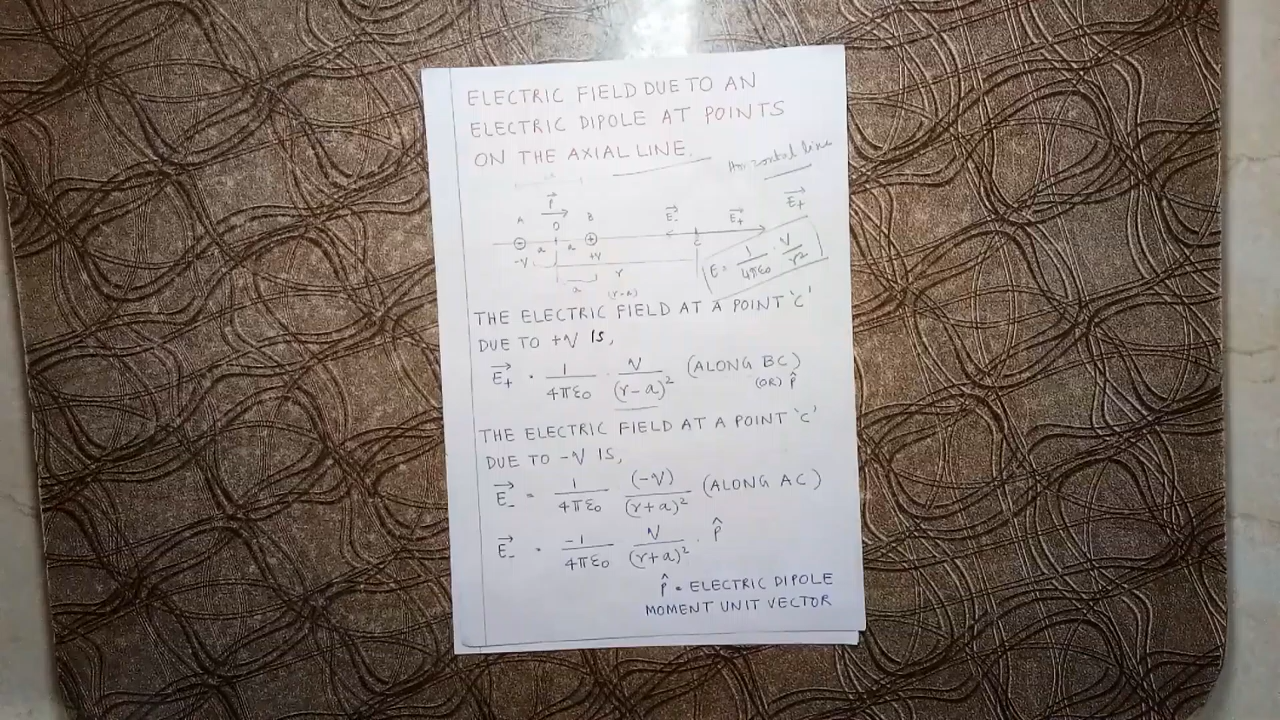 ELECTRIC FIELD DUE TO AN
ELECTRIC DIPOLE AT POINTS
ON THE AXIAL LINE.
Horizontal line
P⃗
A O B E⃗₋ E⃗₊ E⃗₊
⊖ a a ⊕ C
-V +V
r
a
(r-a)
E = 1/4πε₀ V/r²
THE ELECTRIC FIELD AT A POINT 'C'
DUE TO +V IS,
E⃗₊ = 1/4πε₀ . V/(r-a)² (ALONG BC)
(OR) p̂
THE ELECTRIC FIELD AT A POINT 'C'
DUE TO -V IS,
E⃗₋ = 1/4πε₀ (-V)/(r+a)² (ALONG AC)
E⃗₋ = -1/4πε₀ V/(r+a)² . p̂
p̂ = ELECTRIC DIPOLE
MOMENT UNIT VECTOR